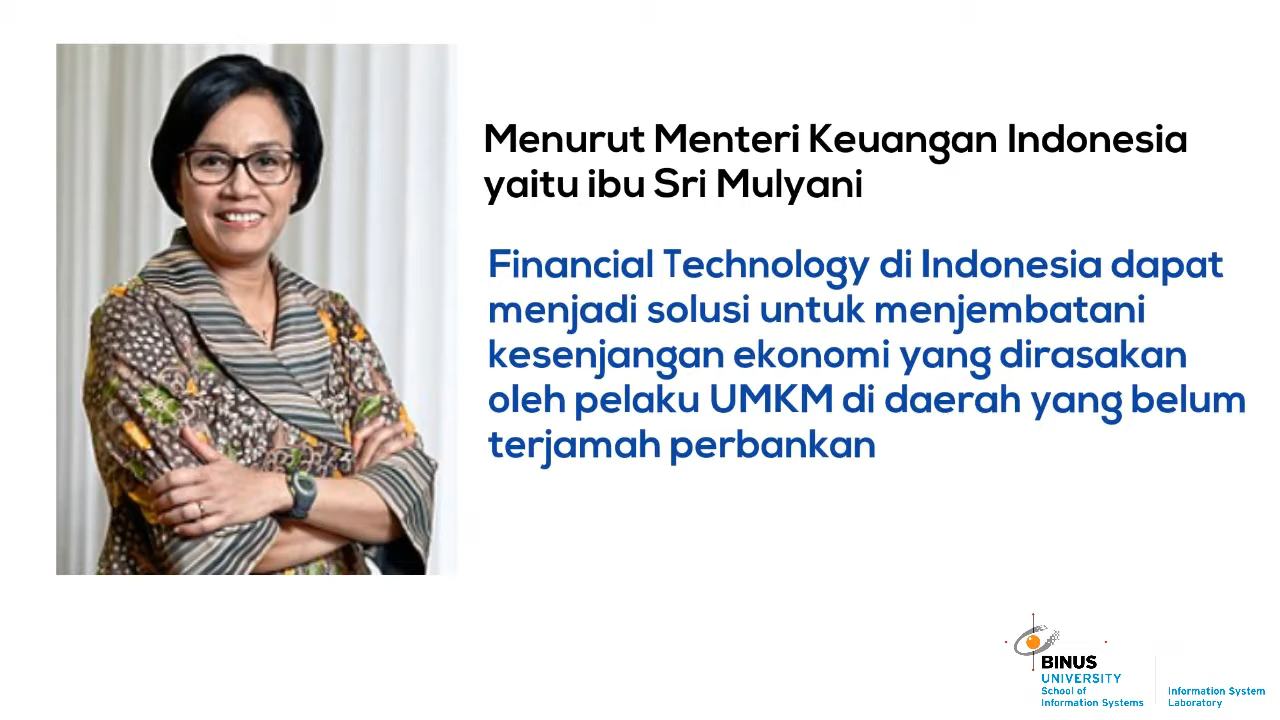 Menurut Menteri Keuangan Indonesia
yaitu ibu Sri Mulyani
Financial Technology di Indonesia dapat
menjadi solusi untuk menjembatani
kesenjangan ekonomi yang dirasakan
oleh pelaku UMKM di daerah yang belum
terjamah perbankan
BINUS
UNIVERSITY
School of
Information Systems
Information System
Laboratory